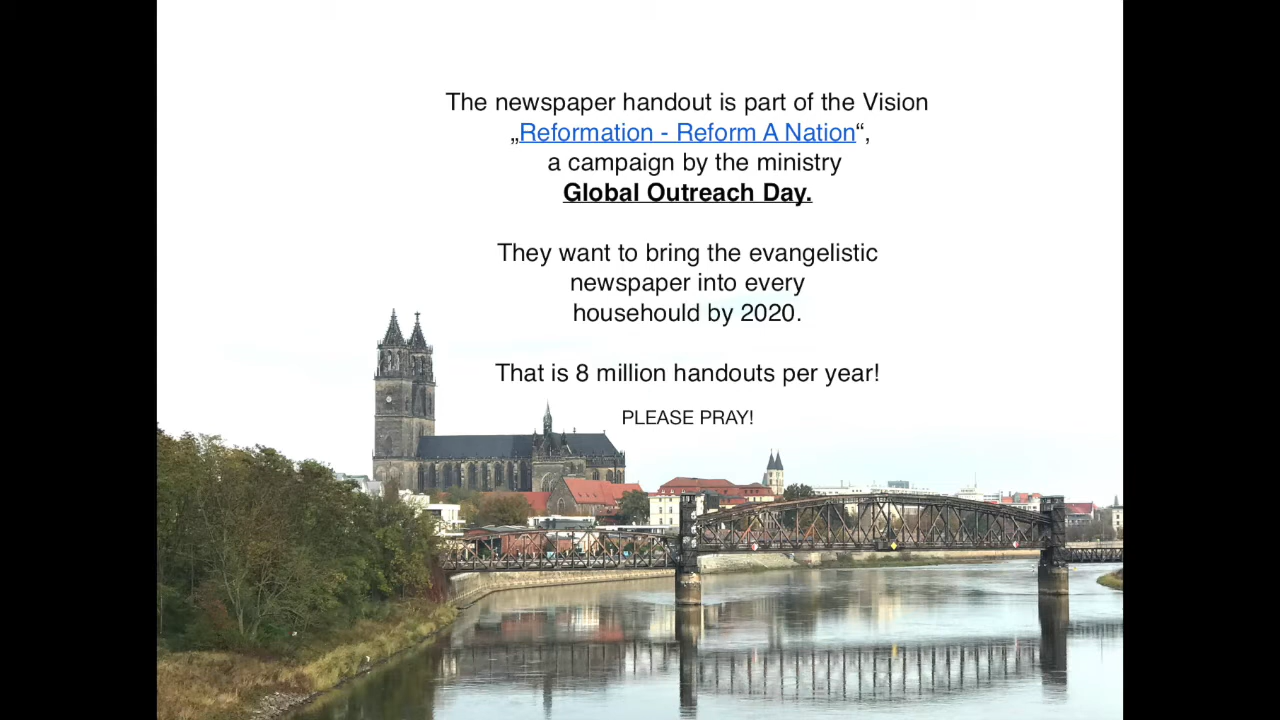 The newspaper handout is part of the Vision
„Reformation - Reform A Nation“,
a campaign by the ministry
Global Outreach Day.
They want to bring the evangelistic
newspaper into every
househould by 2020.
That is 8 million handouts per year!
PLEASE PRAY!